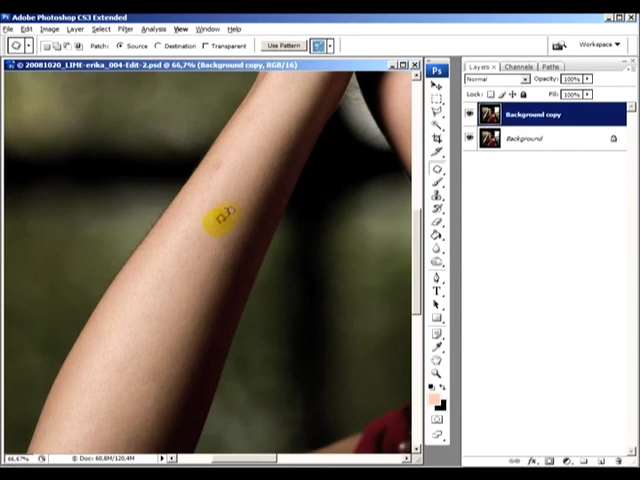 Adobe Photoshop CS3 Extended
File Edit Image Layer Select Filter Analysis View Window Help
Patch: Source Destination Transparent Use Pattern Workspace
© 20081020_LIME-erika_004-Edit-2.psd @ 66,7% (Background copy, RGB/16)
Ps
T
Layers × Channels Paths
Normal Opacity: 100%
Lock: Fill: 100%
Background copy
Background
66,67% Doc: 60,8M/120,4M
fx